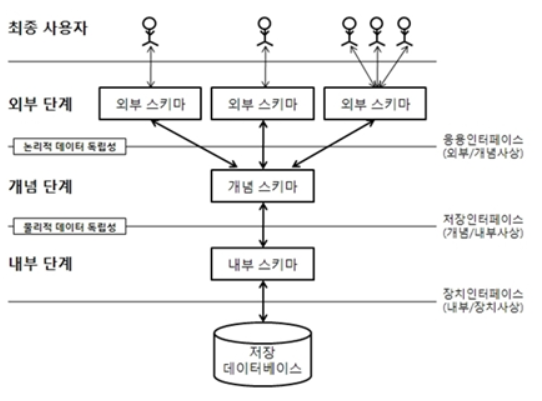 최종 사용자
외부 단계
외부 스키마
외부 스키마
외부 스키마
논리적 데이터 독립성
응용인터페이스
(외부/개념사상)
개념 단계
개념 스키마
물리적 데이터 독립성
저장인터페이스
(개념/내부사상)
내부 단계
내부 스키마
장치인터페이스
(내부/장치사상)
저장
데이터베이스